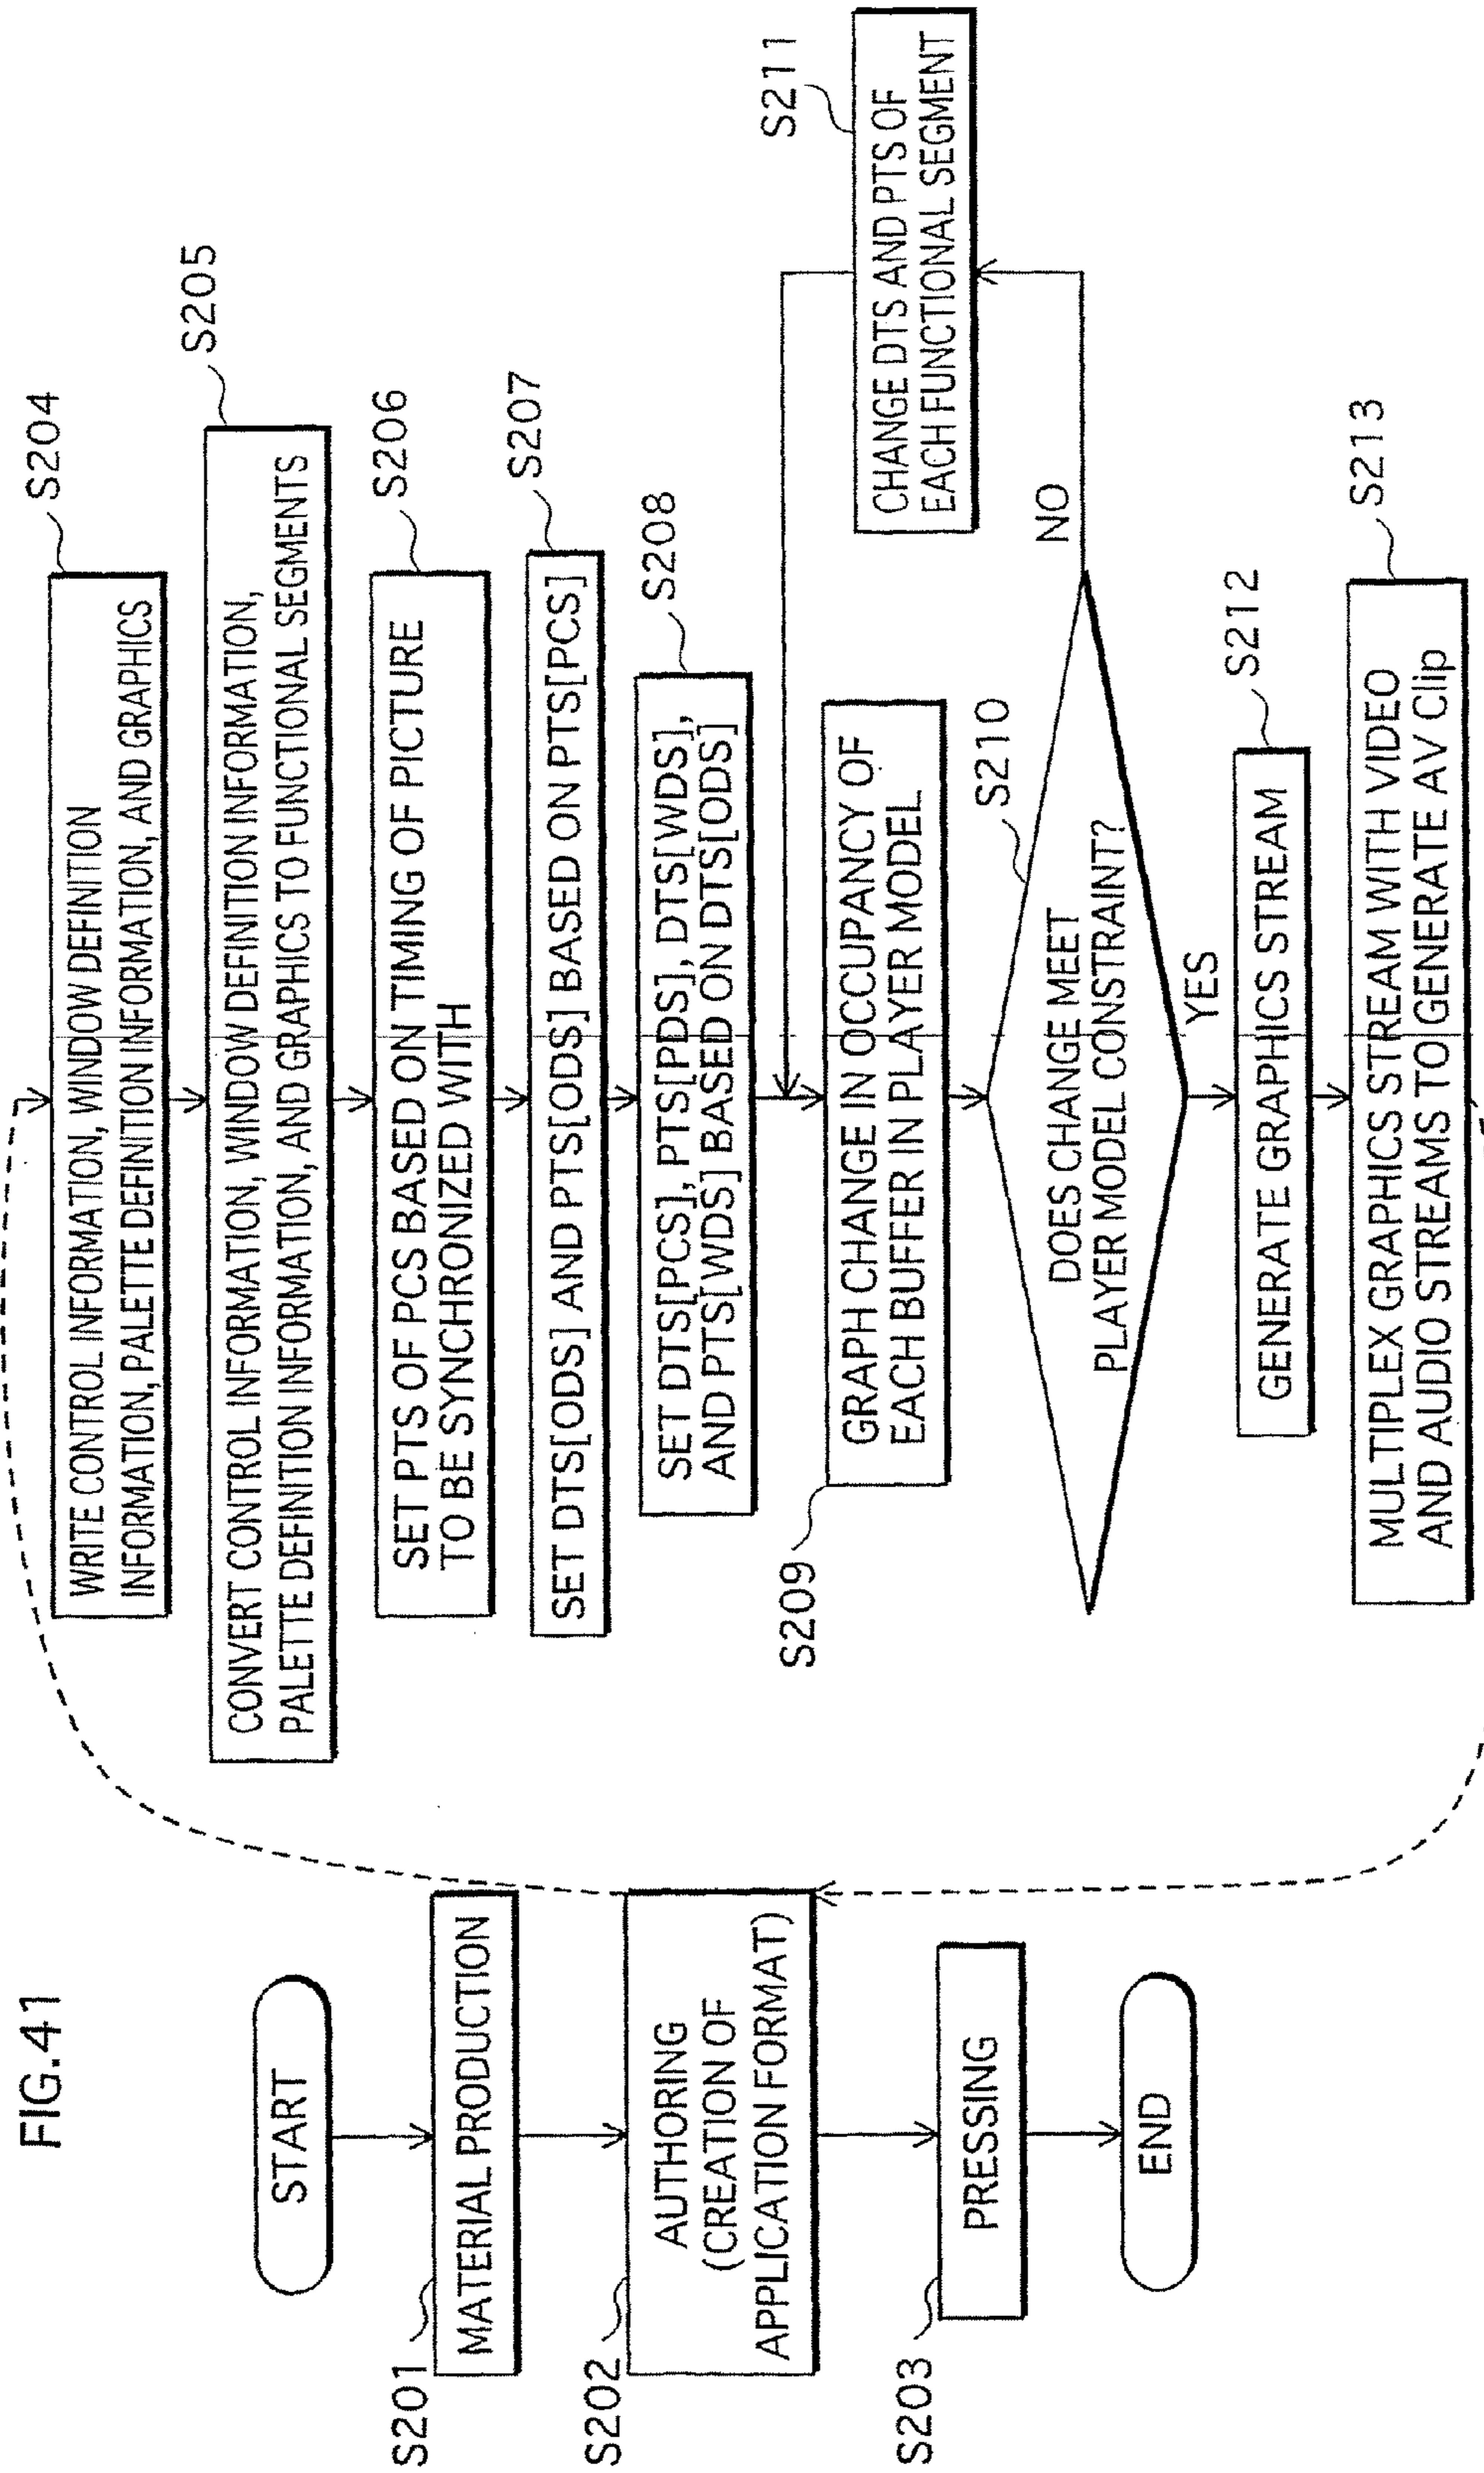 FIG.41
START
S201
MATERIAL PRODUCTION
S202
AUTHORING
(CREATION OF
APPLICATION FORMAT)
S203
PRESSING
END
S204
WRITE CONTROL INFORMATION, WINDOW DEFINITION
INFORMATION, PALETTE DEFINITION INFORMATION, AND GRAPHICS
S205
CONVERT CONTROL INFORMATION, WINDOW DEFINITION INFORMATION,
PALETTE DEFINITION INFORMATION, AND GRAPHICS TO FUNCTIONAL SEGMENTS
S206
SET PTS OF PCS BASED ON TIMING OF PICTURE
TO BE SYNCHRONIZED WITH
S207
SET DTS[ODS] AND PTS[ODS] BASED ON PTS[PCS]
S208
SET DTS[PCS], PTS[PDS], DTS[WDS],
AND PTS[WDS] BASED ON DTS[ODS]
S209
GRAPH CHANGE IN OCCUPANCY OF
EACH BUFFER IN PLAYER MODEL
S210
DOES CHANGE MEET
PLAYER MODEL CONSTRAINT?
NO
S211
CHANGE DTS AND PTS OF
EACH FUNCTIONAL SEGMENT
YES
S212
GENERATE GRAPHICS STREAM
S213
MULTIPLEX GRAPHICS STREAM WITH VIDEO
AND AUDIO STREAMS TO GENERATE AV Clip